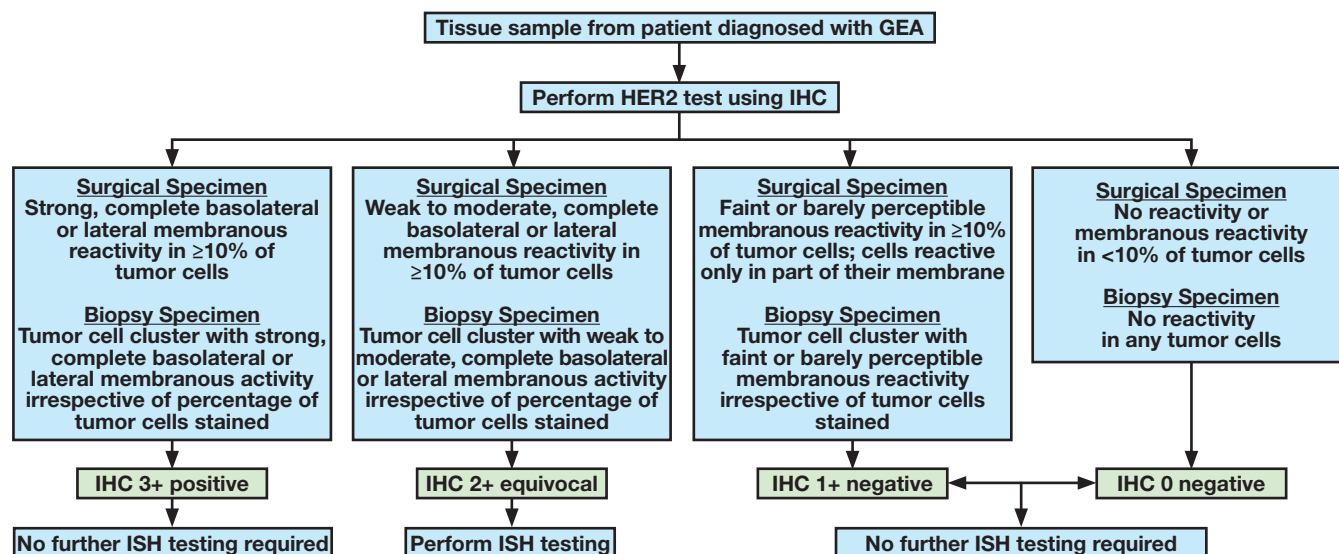 Tissue sample from patient diagnosed with GEA
Perform HER2 test using IHC
Surgical Specimen
Strong, complete basolateral
or lateral membranous
reactivity in ≥10% of
tumor cells
Biopsy Specimen
Tumor cell cluster with strong,
complete basolateral or
lateral membranous activity
irrespective of percentage of
tumor cells stained
Surgical Specimen
Weak to moderate, complete
basolateral or lateral
membranous reactivity in
≥10% of tumor cells
Biopsy Specimen
Tumor cell cluster with weak to
moderate, complete basolateral
or lateral membranous activity
irrespective of percentage of
tumor cells stained
Surgical Specimen
Faint or barely perceptible
membranous reactivity in ≥10%
of tumor cells; cells reactive
only in part of their membrane
Biopsy Specimen
Tumor cell cluster with
faint or barely perceptible
membranous reactivity
irrespective of tumor cells
stained
Surgical Specimen
No reactivity or
membranous reactivity
in <10% of tumor cells
Biopsy Specimen
No reactivity
in any tumor cells
IHC 3+ positive
IHC 2+ equivocal
IHC 1+ negative
IHC 0 negative
No further ISH testing required
Perform ISH testing
No further ISH testing required